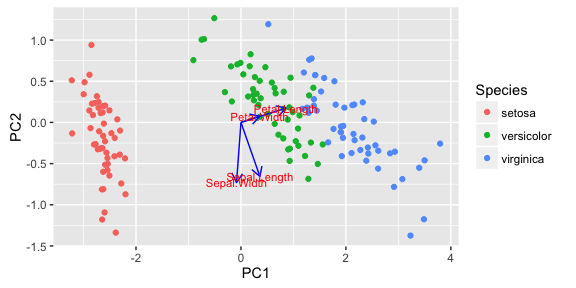 1.0
0.5
0.0
-0.5
-1.0
-1.5
PC2
Petal.Length
Petal.Width
Sepal.Length
Sepal.Width
-2
0
2
4
PC1
Species
setosa
versicolor
virginica